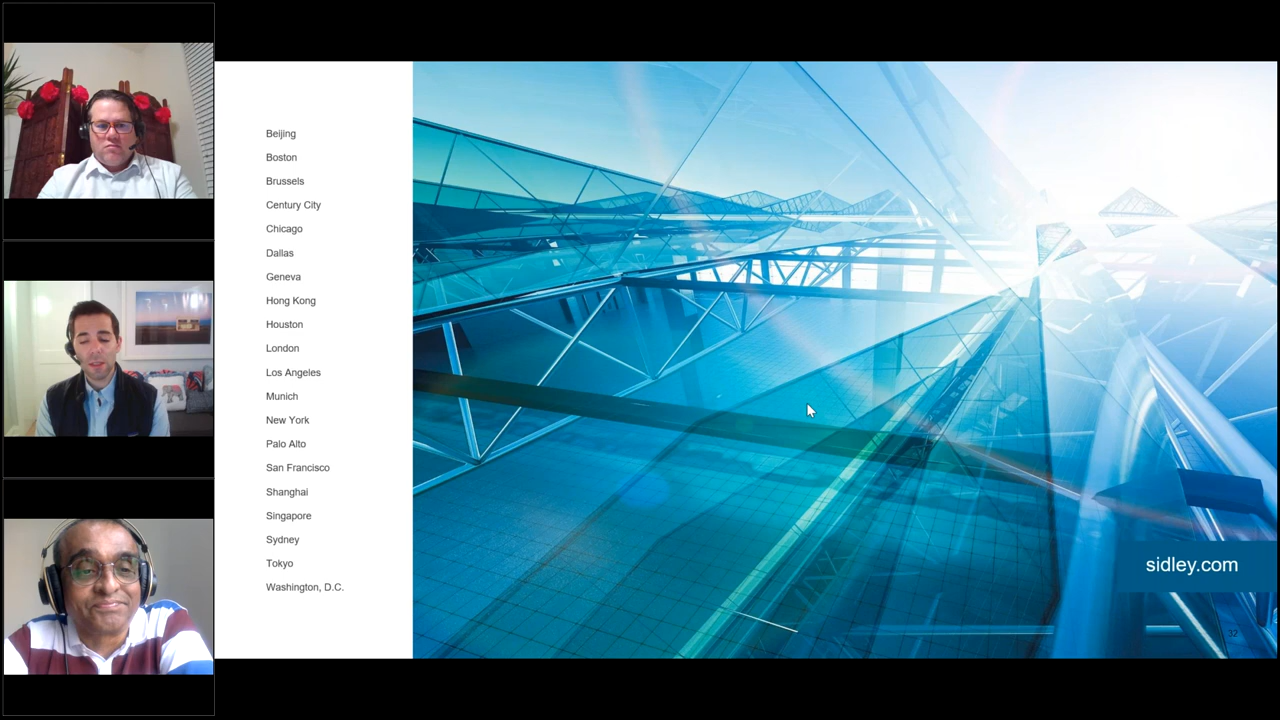 Beijing
Boston
Brussels
Century City
Chicago
Dallas
Geneva
Hong Kong
Houston
London
Los Angeles
Munich
New York
Palo Alto
San Francisco
Shanghai
Singapore
Sydney
Tokyo
Washington, D.C.
sidley.com
32